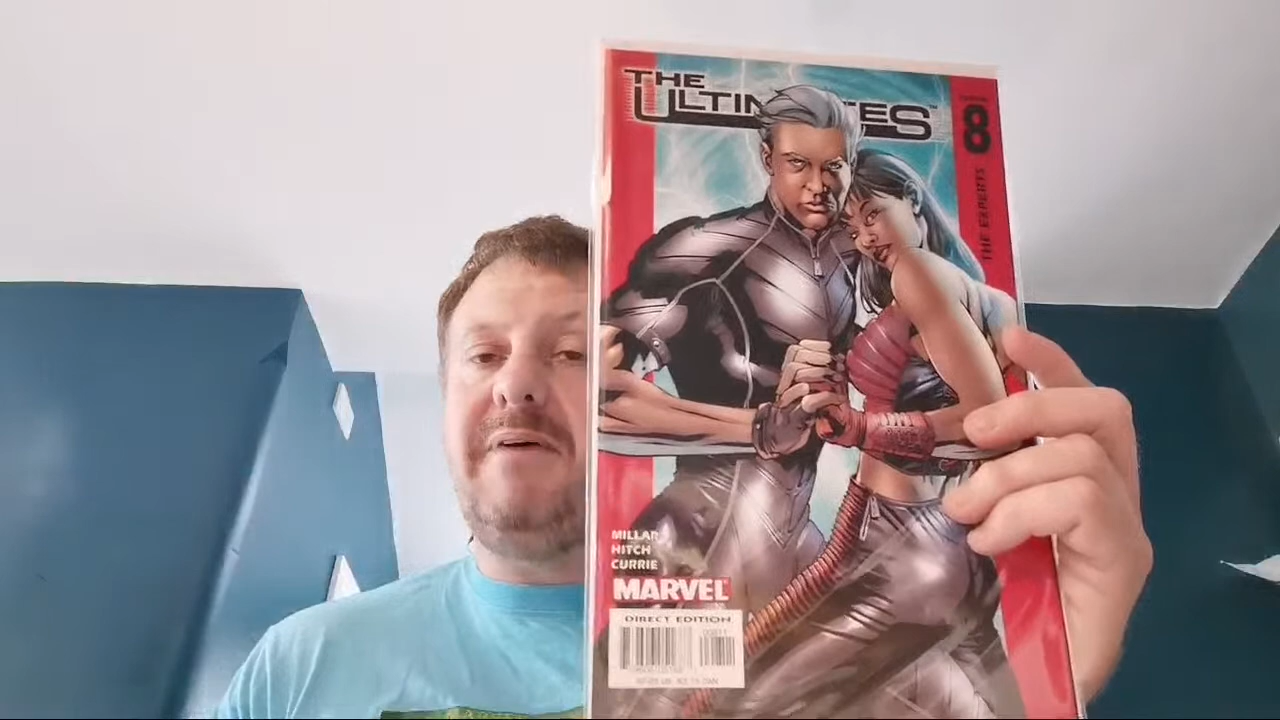 THE
ULTIMATES
8
THE EXPERTS
MILLAR
HITCH
CURRIE
MARVEL
DIRECT EDITION